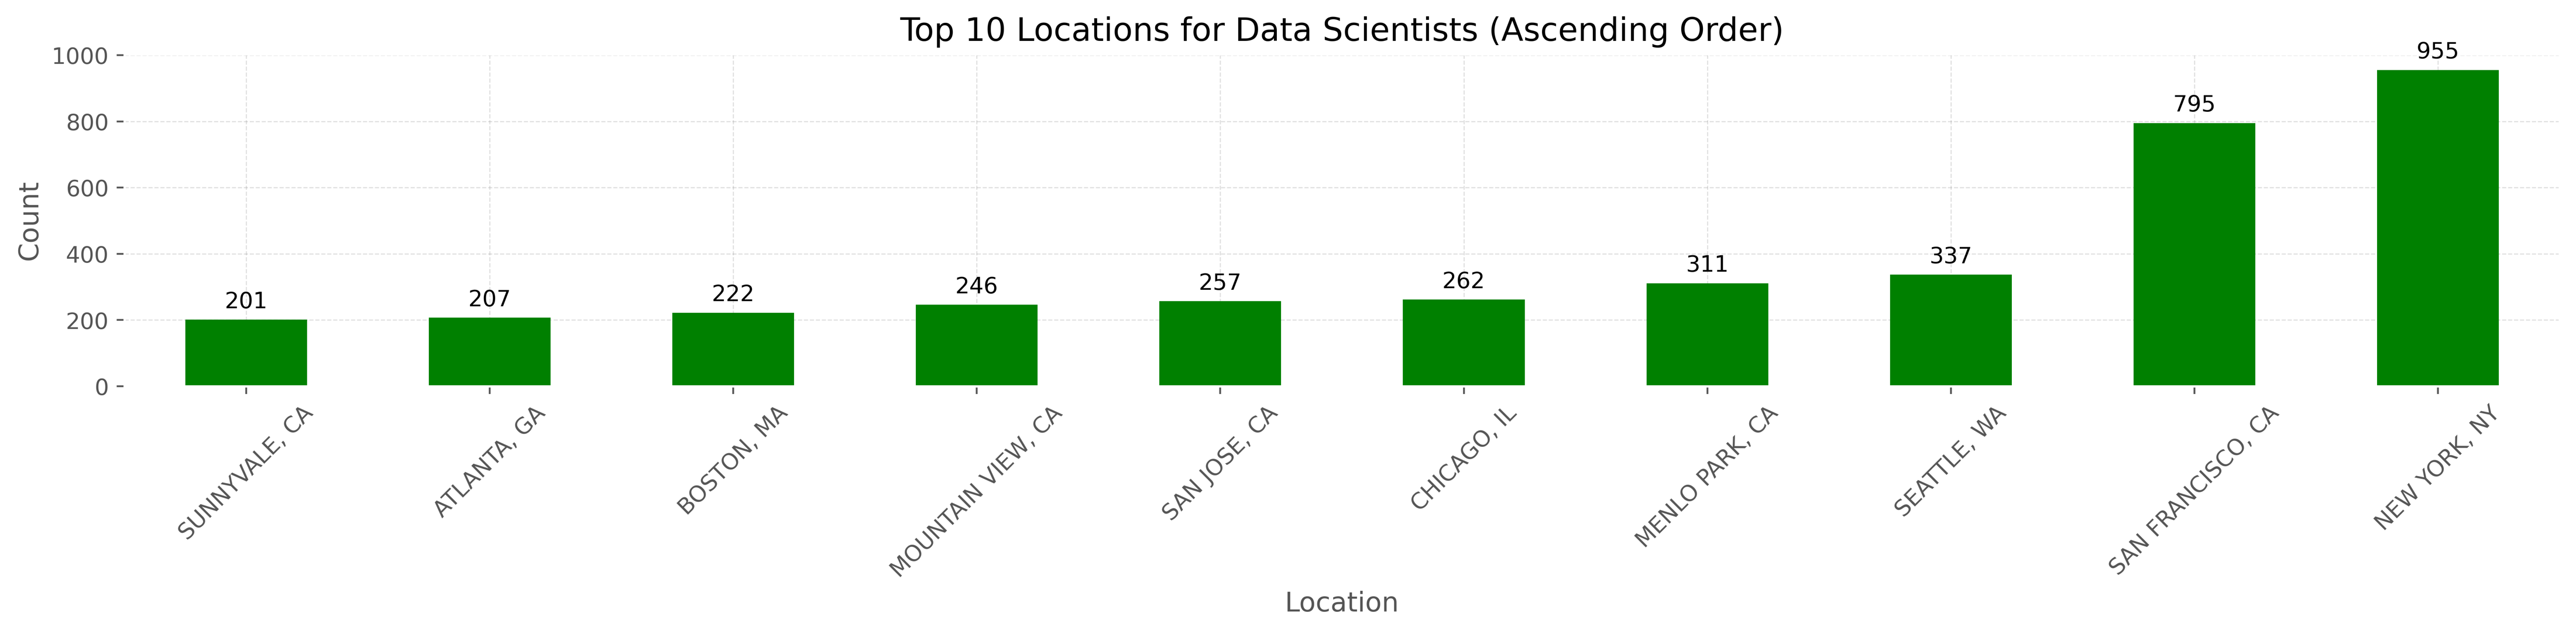 Top 10 Locations for Data Scientists (Ascending Order)
Count
1000
800
600
400
200
0
201
207
222
246
257
262
311
337
795
955
SUNNYVALE, CA
ATLANTA, GA
BOSTON, MA
MOUNTAIN VIEW, CA
SAN JOSE, CA
CHICAGO, IL
MENLO PARK, CA
SEATTLE, WA
SAN FRANCISCO, CA
NEW YORK, NY
Location